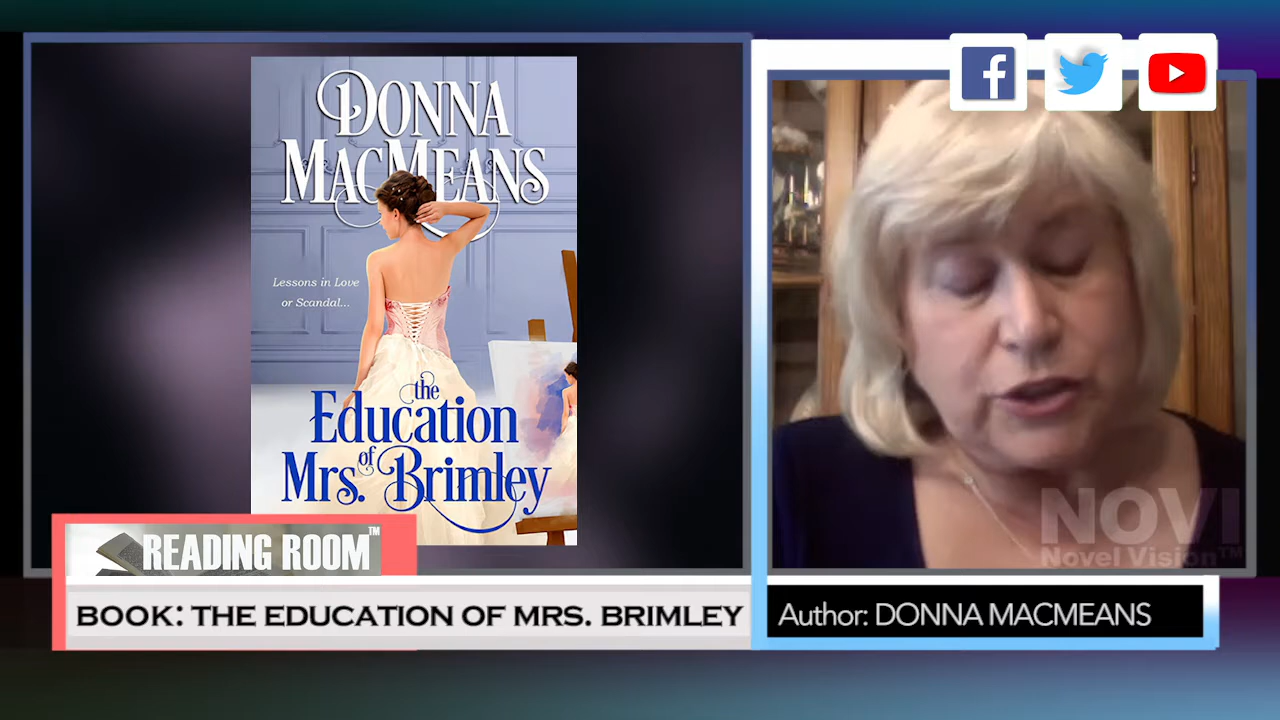 DONNA
MACMEANS
Lessons in Love
or Scandal...
the
Education
of
Mrs. Brimley
READING ROOM™
BOOK: THE EDUCATION OF MRS. BRIMLEY
Author: DONNA MACMEANS
NOVI
Novel Vision™